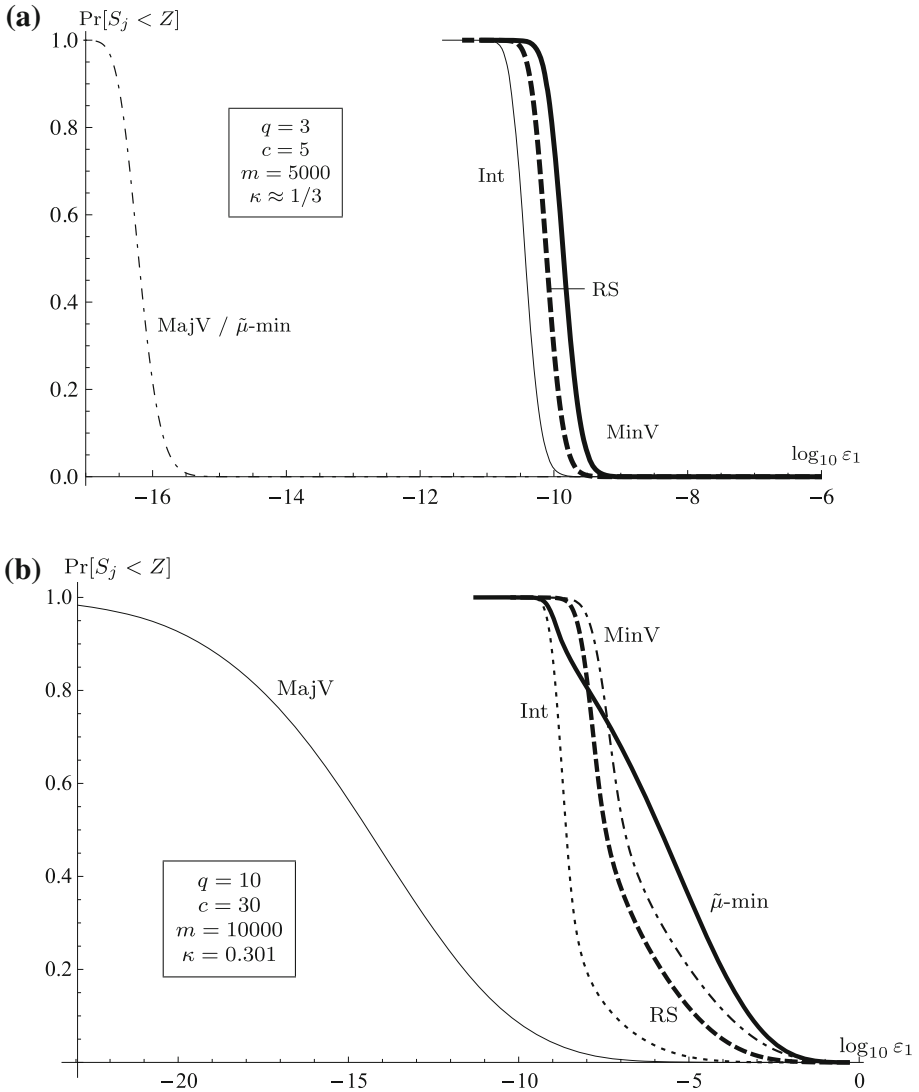 (a)
Pr[S_j < Z]
1.0
0.8
0.6
0.4
0.2
0.0
q = 3
c = 5
m = 5000
κ ≈ 1/3
Int
RS
MajV / μ̃-min
MinV
log₁₀ ε₁
−16
−14
−12
−10
−8
−6
(b)
Pr[S_j < Z]
1.0
0.8
0.6
0.4
0.2
MinV
MajV
Int
q = 10
c = 30
m = 10000
κ = 0.301
μ̃-min
RS
log₁₀ ε₁
−20
−15
−10
−5
0